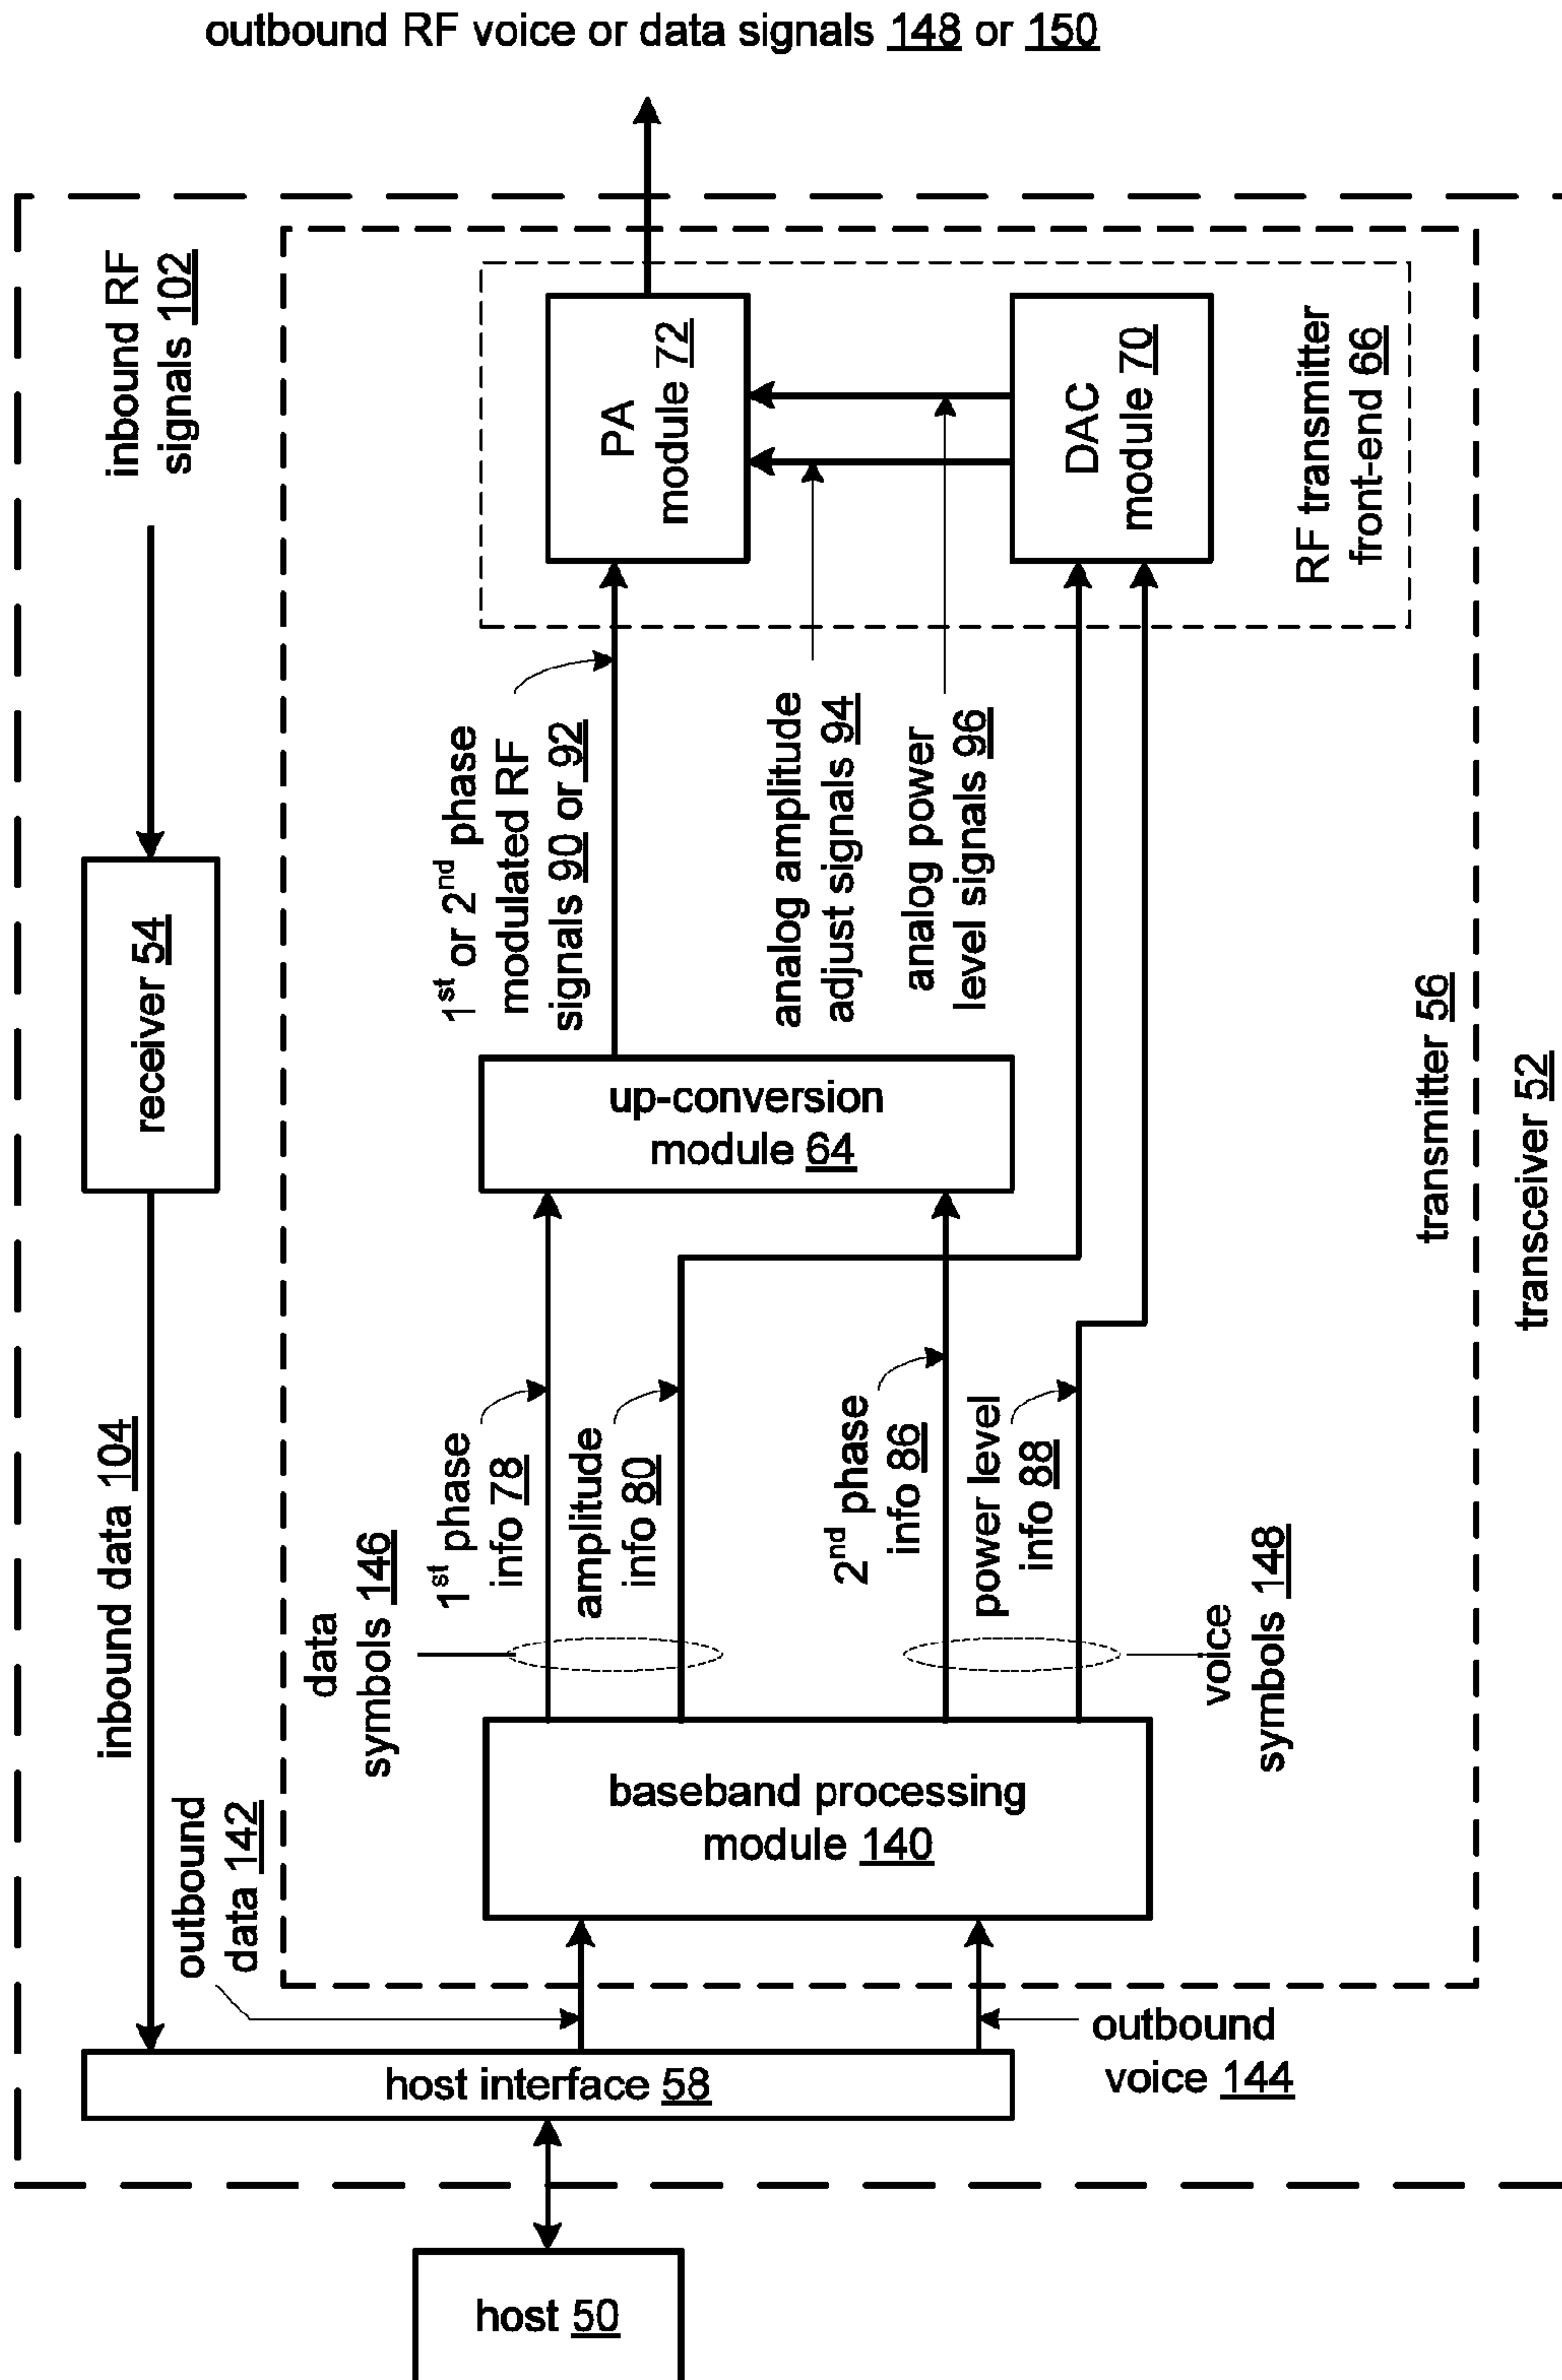 outbound RF voice or data signals 148 or 150
inbound RF
signals 102
PA
module 72
DAC
module 70
RF transmitter
front-end 66
receiver 54
1st or 2nd phase
modulated RF
signals 90 or 92
analog amplitude
adjust signals 94
analog power
level signals 96
up-conversion
module 64
transmitter 56
transceiver 52
inbound data 104
data
symbols 146
1st phase
info 78
amplitude
info 80
2nd phase
info 86
power level
info 88
voice
symbols 148
baseband processing
module 140
outbound
data 142
outbound
voice 144
host interface 58
host 50